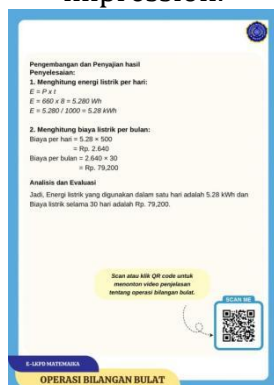 impression.
Pengembangan dan Penyajian hasil
Penyelesaian:
1. Menghitung energi listrik per hari:
E = P x t
E = 660 x 8 = 5.280 Wh
E = 5.280 / 1000 = 5.28 kWh
2. Menghitung biaya listrik per bulan:
Biaya per hari = 5.28 × 500
= Rp. 2.640
Biaya per bulan = 2.640 × 30
= Rp. 79,200
Analisis dan Evaluasi
Jadi, Energi listrik yang digunakan dalam satu hari adalah 5.28 kWh dan
Biaya listrik selama 30 hari adalah Rp. 79,200.
Scan atau klik QR code untuk
menonton video penjelasan
tentang operasi bilangan bulat.
SCAN ME
E-LKPD MATEMAIKA
OPERASI BILANGAN BULAT